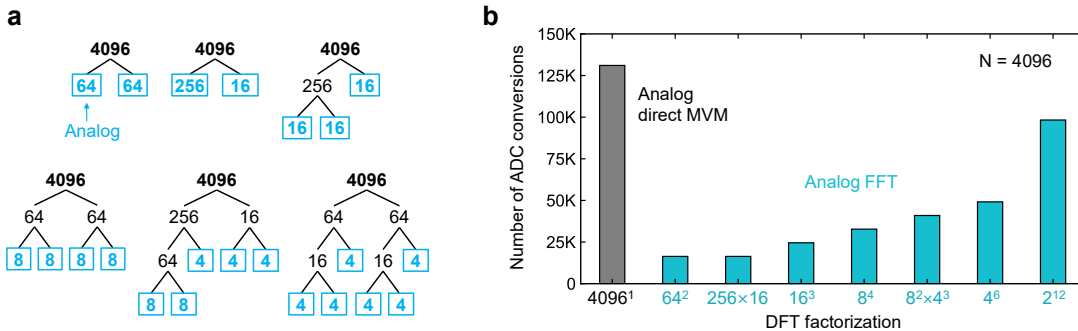 a
4096
64 64
Analog
4096
256 16
4096
256 16
16 16
4096
64 64
8 8 8 8
4096
256 16
64 4 4 4
8 8
4096
64 64
16 4 16 4
4 4 4 4
b
Number of ADC conversions
150K
125K
100K
75K
50K
25K
0
N = 4096
Analog
direct MVM
Analog FFT
4096¹ 64² 256×16 16³ 8⁴ 8²×4³ 4⁶ 2¹²
DFT factorization